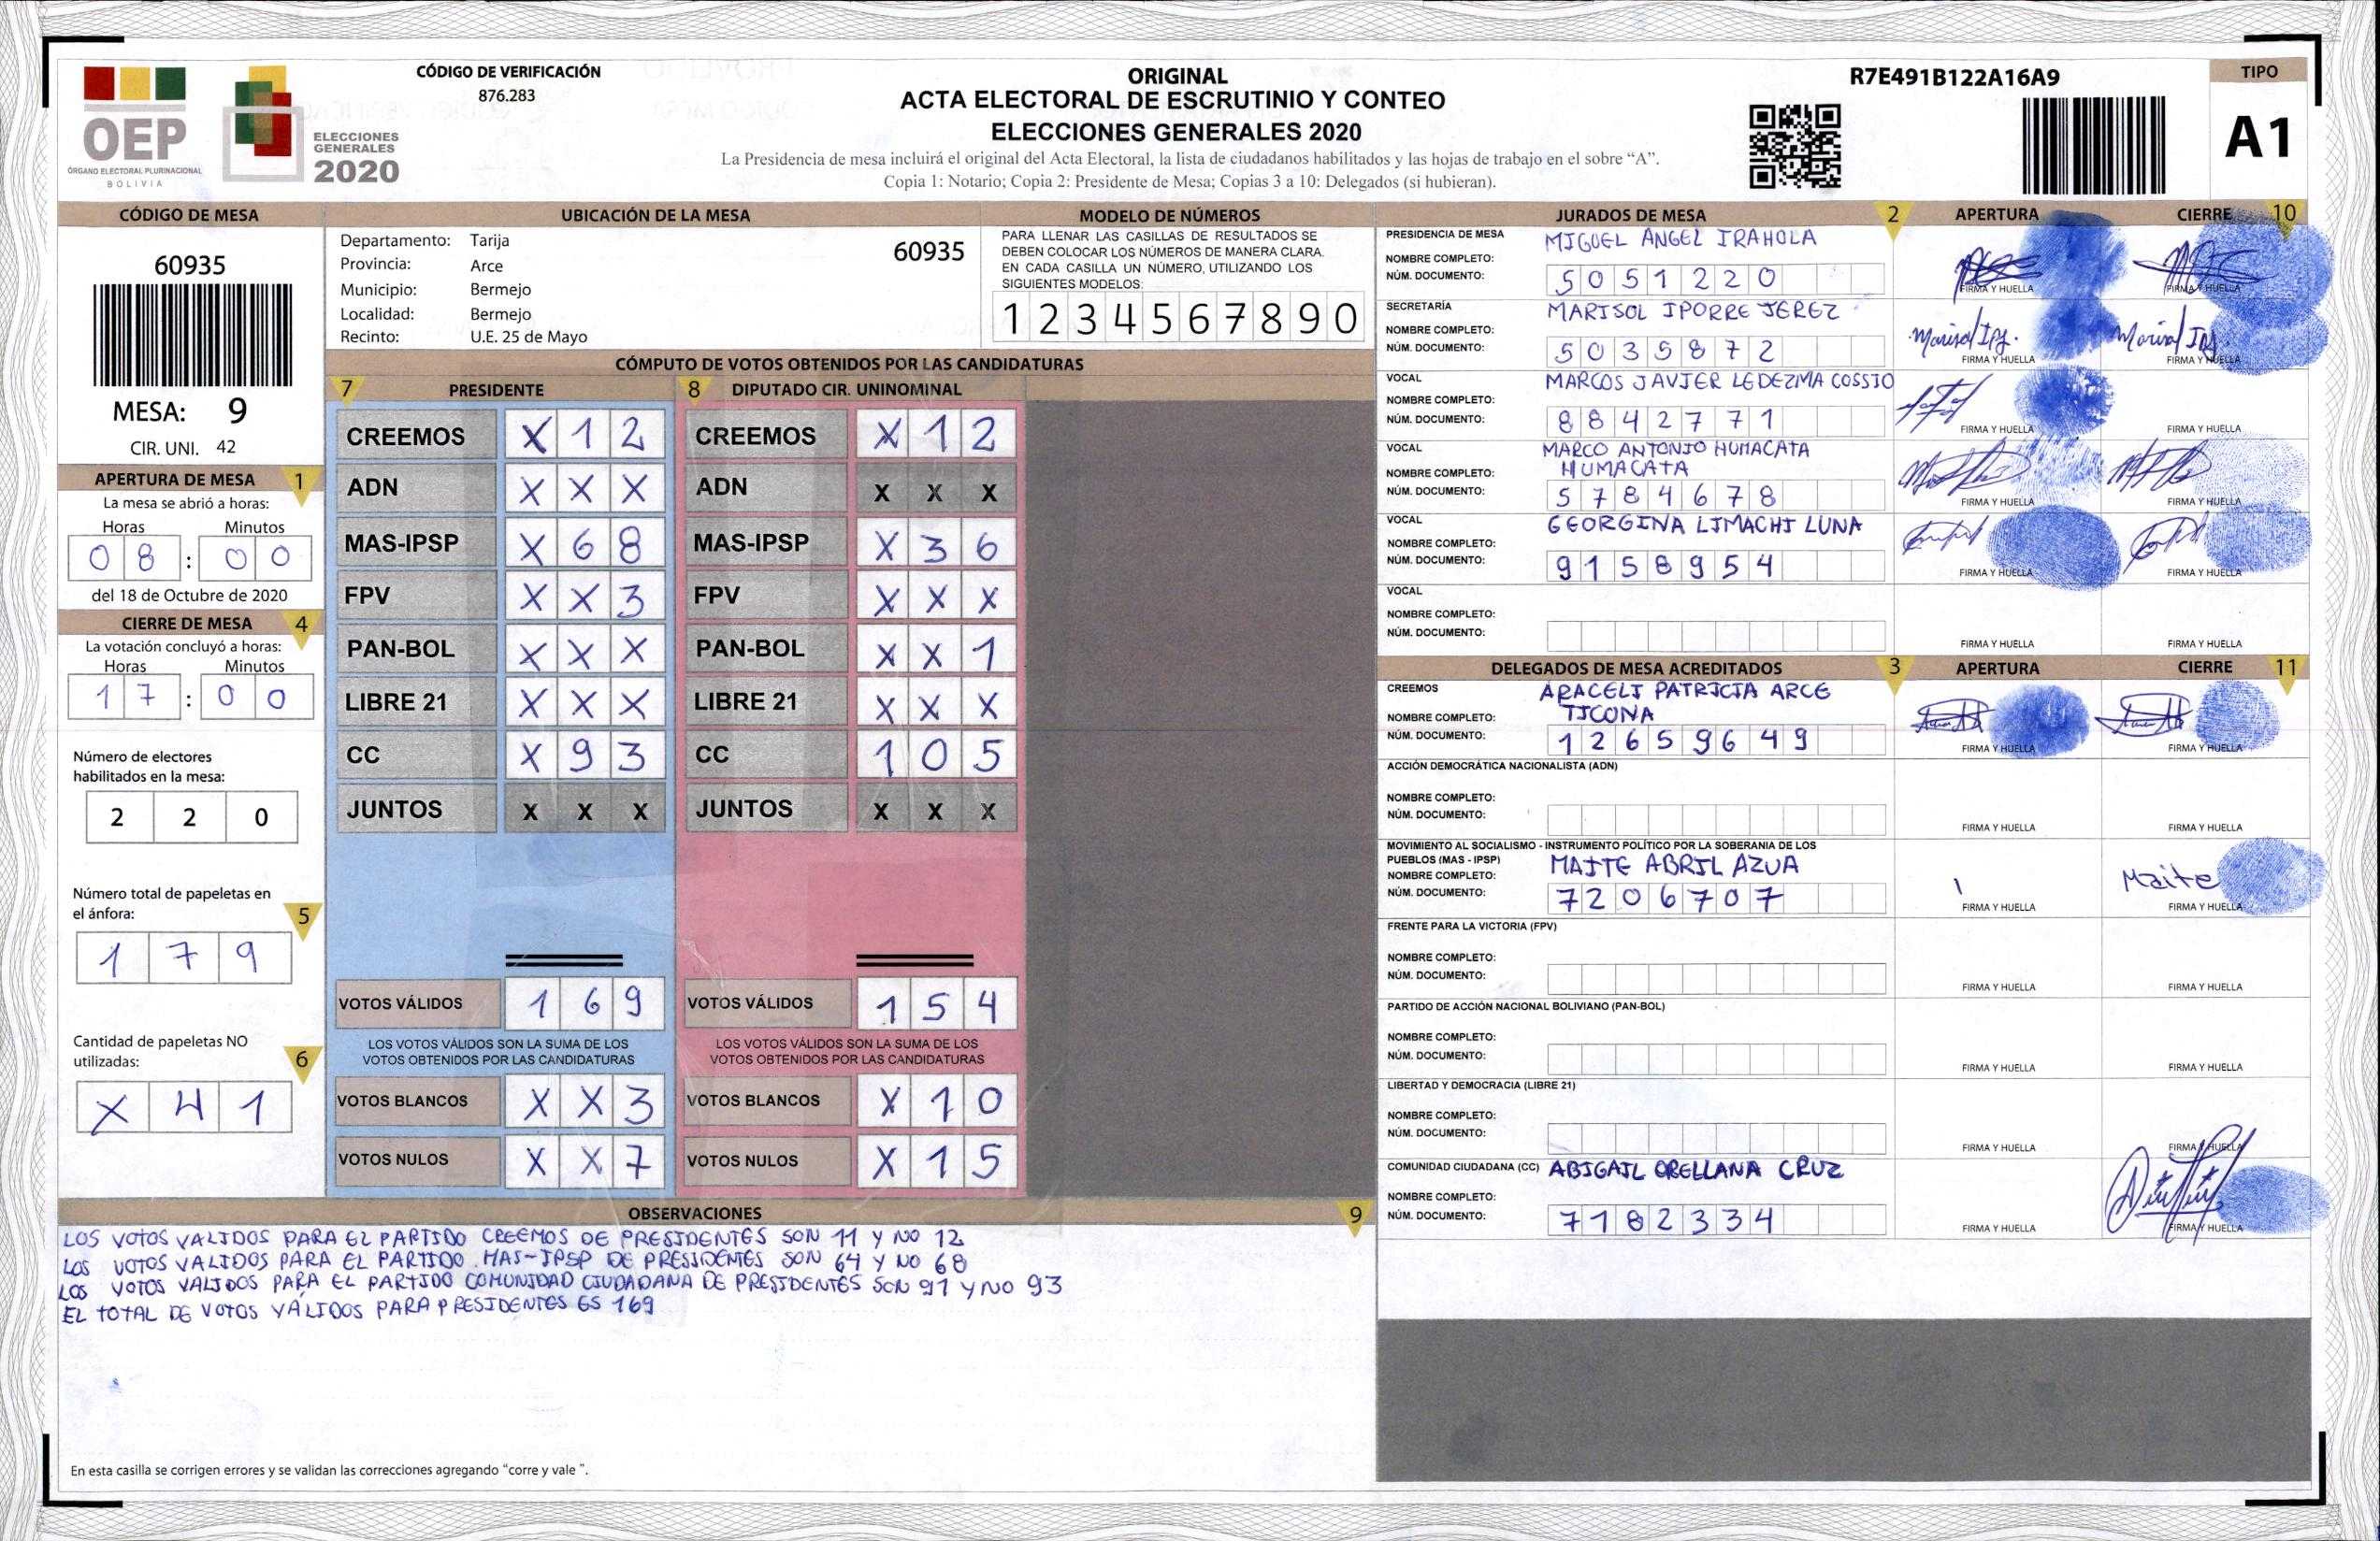 OEP
ÓRGANO ELECTORAL PLURINACIONAL
BOLIVIA
ELECCIONES
GENERALES
2020
CÓDIGO DE VERIFICACIÓN
876.283
ORIGINAL
ACTA ELECTORAL DE ESCRUTINIO Y CONTEO
ELECCIONES GENERALES 2020
La Presidencia de mesa incluirá el original del Acta Electoral, la lista de ciudadanos habilitados y las hojas de trabajo en el sobre “A”.
Copia 1: Notario; Copia 2: Presidente de Mesa; Copias 3 a 10: Delegados (si hubieran).
R7E491B122A16A9
TIPO
A1
CÓDIGO DE MESA
60935
MESA: 9
CIR. UNI. 42
APERTURA DE MESA 1
La mesa se abrió a horas:
Horas Minutos
0 8 : 0 0
del 18 de Octubre de 2020
CIERRE DE MESA 4
La votación concluyó a horas:
Horas Minutos
1 7 : 0 0
Número de electores
habilitados en la mesa:
2 2 0
Número total de papeletas en
el ánfora: 5
1 7 9
Cantidad de papeletas NO
utilizadas: 6
X 4 1
UBICACIÓN DE LA MESA
Departamento: Tarija
60935
Provincia: Arce
Municipio: Bermejo
Localidad: Bermejo
Recinto: U.E. 25 de Mayo
MODELO DE NÚMEROS
PARA LLENAR LAS CASILLAS DE RESULTADOS SE
DEBEN COLOCAR LOS NÚMEROS DE MANERA CLARA.
EN CADA CASILLA UN NÚMERO, UTILIZANDO LOS
SIGUIENTES MODELOS:
1 2 3 4 5 6 7 8 9 0
CÓMPUTO DE VOTOS OBTENIDOS POR LAS CANDIDATURAS
7 PRESIDENTE 8 DIPUTADO CIR. UNINOMINAL
CREEMOS X 1 2 CREEMOS X 1 2
ADN X X X ADN X X X
MAS-IPSP X 6 8 MAS-IPSP X 3 6
FPV X X 3 FPV X X X
PAN-BOL X X X PAN-BOL X X 1
LIBRE 21 X X X LIBRE 21 X X X
CC X 9 3 CC 1 0 5
JUNTOS X X X JUNTOS X X X
VOTOS VÁLIDOS 1 6 9 VOTOS VÁLIDOS 1 5 4
LOS VOTOS VÁLIDOS SON LA SUMA DE LOS LOS VOTOS VÁLIDOS SON LA SUMA DE LOS
VOTOS OBTENIDOS POR LAS CANDIDATURAS VOTOS OBTENIDOS POR LAS CANDIDATURAS
VOTOS BLANCOS X X 3 VOTOS BLANCOS X 1 0
VOTOS NULOS X X 7 VOTOS NULOS X 1 5
OBSERVACIONES 9
LOS VOTOS VALIDOS PARA EL PARTIDO CREEMOS DE PRESIDENTES SON 11 Y NO 12
LOS VOTOS VALIDOS PARA EL PARTIDO MAS-IPSP DE PRESIDENTES SON 64 Y NO 68
LOS VOTOS VALIDOS PARA EL PARTIDO COMUNIDAD CIUDADANA DE PRESIDENTES SON 91 Y NO 93
EL TOTAL DE VOTOS VÁLIDOS PARA PRESIDENTES ES 169
En esta casilla se corrigen errores y se validan las correcciones agregando “corre y vale ”.
JURADOS DE MESA 2 APERTURA CIERRE 10
PRESIDENCIA DE MESA MIGUEL ANGEL IRAHOLA
NOMBRE COMPLETO:
NÚM. DOCUMENTO: 5051220
FIRMA Y HUELLA FIRMA Y HUELLA
SECRETARÍA MARISOL IPORRE JEREZ
NOMBRE COMPLETO:
NÚM. DOCUMENTO: 5035872
FIRMA Y HUELLA FIRMA Y HUELLA
VOCAL MARCOS JAVIER LEDEZMA COSSIO
NOMBRE COMPLETO:
NÚM. DOCUMENTO: 8842771
FIRMA Y HUELLA FIRMA Y HUELLA
VOCAL MARCO ANTONIO HUMACATA
NOMBRE COMPLETO: HUMACATA
NÚM. DOCUMENTO: 5784678
FIRMA Y HUELLA FIRMA Y HUELLA
VOCAL GEORGINA LIMACHI LUNA
NOMBRE COMPLETO:
NÚM. DOCUMENTO: 9158954
FIRMA Y HUELLA FIRMA Y HUELLA
VOCAL
NOMBRE COMPLETO:
NÚM. DOCUMENTO:
FIRMA Y HUELLA FIRMA Y HUELLA
DELEGADOS DE MESA ACREDITADOS 3 APERTURA CIERRE 11
CREEMOS ARACELI PATRICIA ARCE
NOMBRE COMPLETO: TICONA
NÚM. DOCUMENTO: 12659649
FIRMA Y HUELLA FIRMA Y HUELLA
ACCIÓN DEMOCRÁTICA NACIONALISTA (ADN)
NOMBRE COMPLETO:
NÚM. DOCUMENTO:
FIRMA Y HUELLA FIRMA Y HUELLA
MOVIMIENTO AL SOCIALISMO - INSTRUMENTO POLÍTICO POR LA SOBERANIA DE LOS
PUEBLOS (MAS - IPSP) MAITE ABRIL AZUA
NOMBRE COMPLETO: Maite
NÚM. DOCUMENTO: 7206707
FIRMA Y HUELLA FIRMA Y HUELLA
FRENTE PARA LA VICTORIA (FPV)
NOMBRE COMPLETO:
NÚM. DOCUMENTO:
FIRMA Y HUELLA FIRMA Y HUELLA
PARTIDO DE ACCIÓN NACIONAL BOLIVIANO (PAN-BOL)
NOMBRE COMPLETO:
NÚM. DOCUMENTO:
FIRMA Y HUELLA FIRMA Y HUELLA
LIBERTAD Y DEMOCRACIA (LIBRE 21)
NOMBRE COMPLETO:
NÚM. DOCUMENTO:
FIRMA Y HUELLA FIRMA Y HUELLA
COMUNIDAD CIUDADANA (CC) ABIGAIL ORELLANA CRUZ
NOMBRE COMPLETO:
NÚM. DOCUMENTO: 7182334
FIRMA Y HUELLA FIRMA Y HUELLA